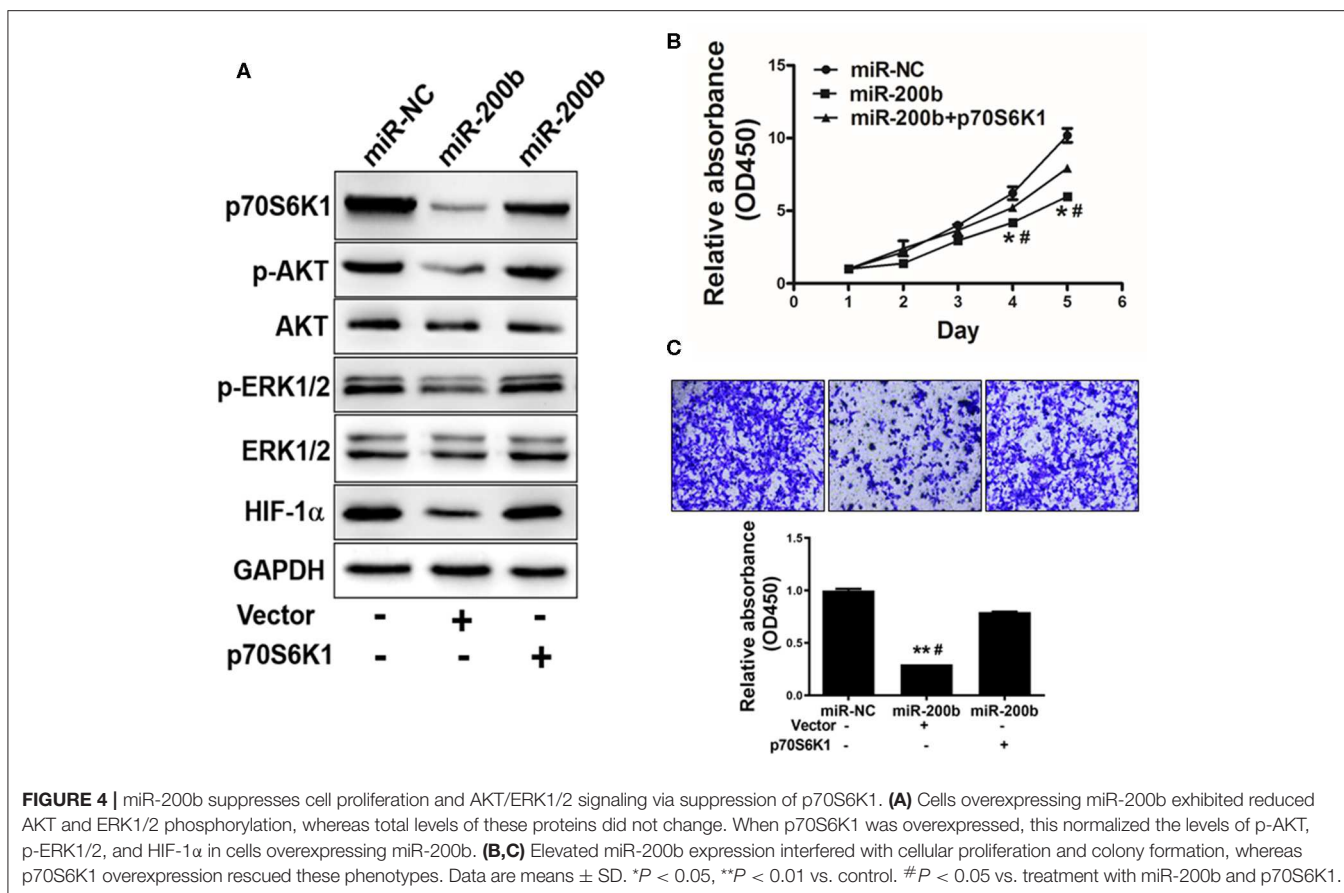 A
miR-NC
miR-200b
miR-200b
p70S6K1
p-AKT
AKT
p-ERK1/2
ERK1/2
HIF-1α
GAPDH
Vector - + -
p70S6K1 - - +
B
15
10
5
0
Relative absorbance
(OD450)
miR-NC
miR-200b
miR-200b+p70S6K1
* #
* #
0 1 2 3 4 5 6
Day
C
1.5
1.0
0.5
0.0
Relative absorbance
(OD450)
** #
miR-NC miR-200b miR-200b
Vector - + -
p70S6K1 - - +
FIGURE 4 | miR-200b suppresses cell proliferation and AKT/ERK1/2 signaling via suppression of p70S6K1. (A) Cells overexpressing miR-200b exhibited reduced
AKT and ERK1/2 phosphorylation, whereas total levels of these proteins did not change. When p70S6K1 was overexpressed, this normalized the levels of p-AKT,
p-ERK1/2, and HIF-1α in cells overexpressing miR-200b. (B,C) Elevated miR-200b expression interfered with cellular proliferation and colony formation, whereas
p70S6K1 overexpression rescued these phenotypes. Data are means ± SD. *P < 0.05, **P < 0.01 vs. control. #P < 0.05 vs. treatment with miR-200b and p70S6K1.